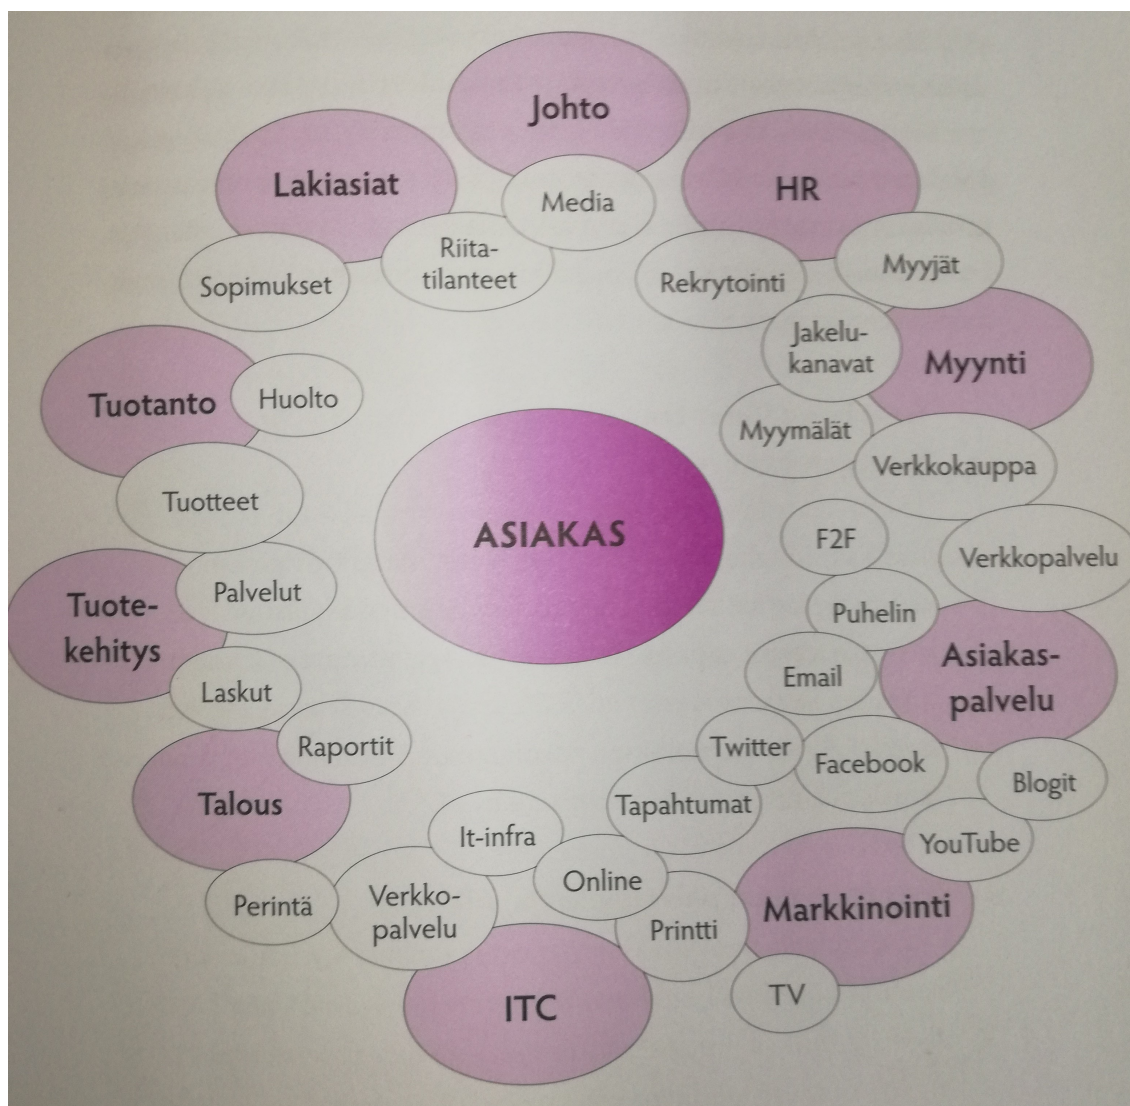 Johto
Media
HR
Lakiasiat
Riita-
tilanteet
Sopimukset
Rekrytointi
Myyjät
Jakelu-
kanavat
Myynti
Myymälät
Verkkokauppa
Tuotanto
Huolto
Tuotteet
ASIAKAS
F2F
Verkkopalvelu
Puhelin
Tuote-
kehitys
Palvelut
Asiakas-
palvelu
Email
Laskut
Raportit
Twitter
Facebook
Blogit
Talous
Tapahtumat
YouTube
It-infra
Online
Perintä
Verkko-
palvelu
Printti
Markkinointi
TV
ITC